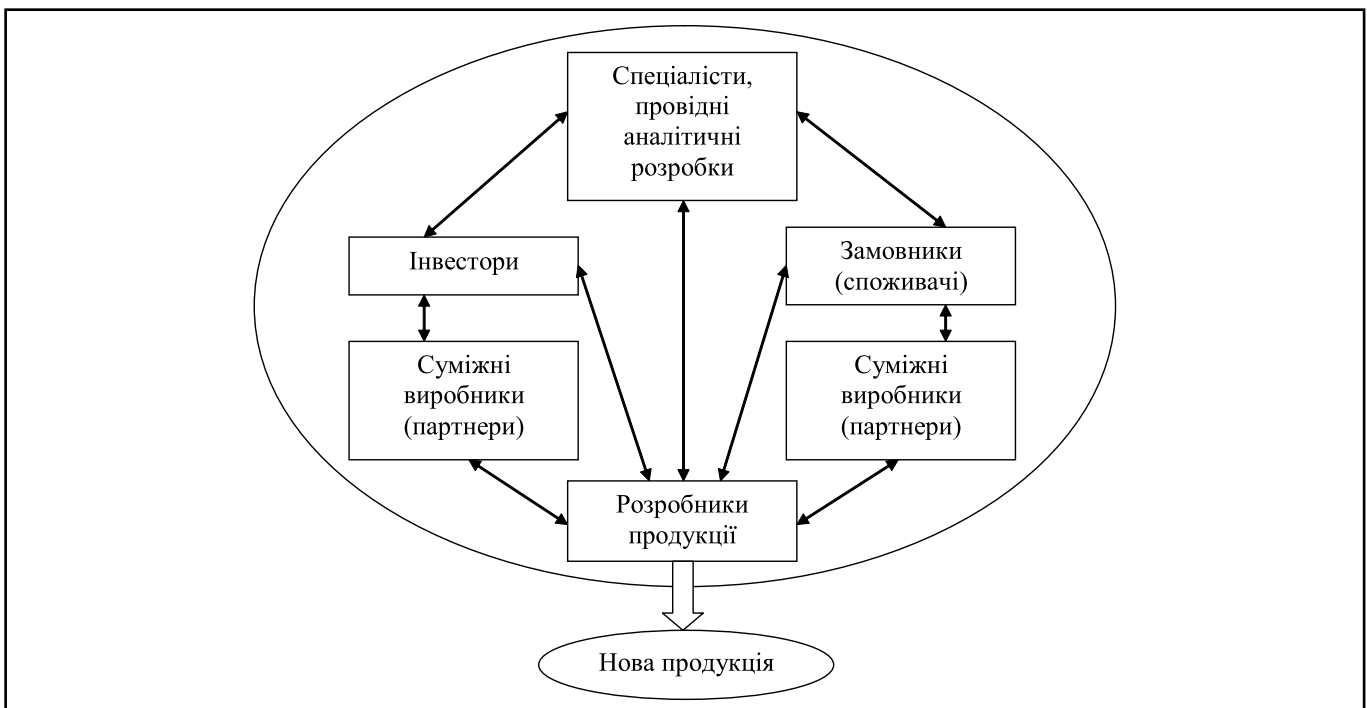 Спеціалісти,
провідні
аналітичні
розробки
Інвестори
Замовники
(споживачі)
Суміжні
виробники
(партнери)
Суміжні
виробники
(партнери)
Розробники
продукції
Нова продукція